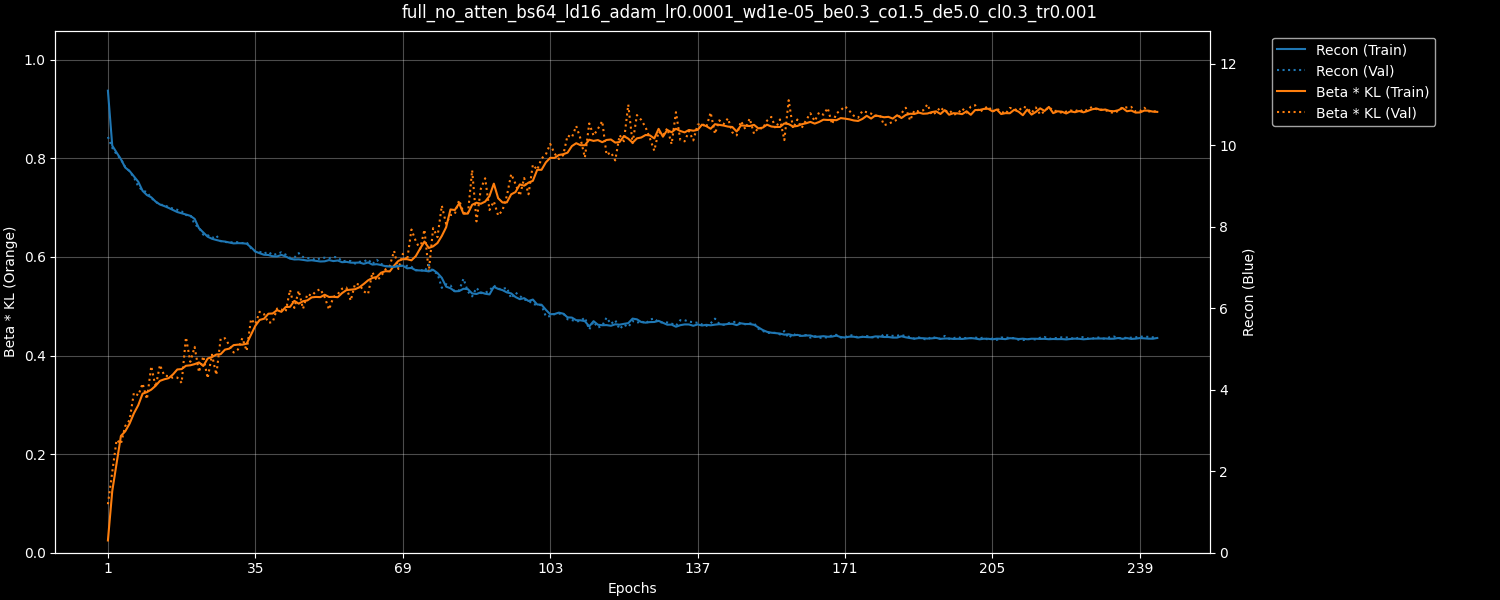 full_no_atten_bs64_ld16_adam_lr0.0001_wd1e-05_be0.3_co1.5_de5.0_cl0.3_tr0.001
Beta * KL (Orange)
1.0
0.8
0.6
0.4
0.2
0.0
1 35 69 103 137 171 205 239
Epochs
12
10
8
6
4
2
0
Recon (Blue)
Recon (Train)
Recon (Val)
Beta * KL (Train)
Beta * KL (Val)